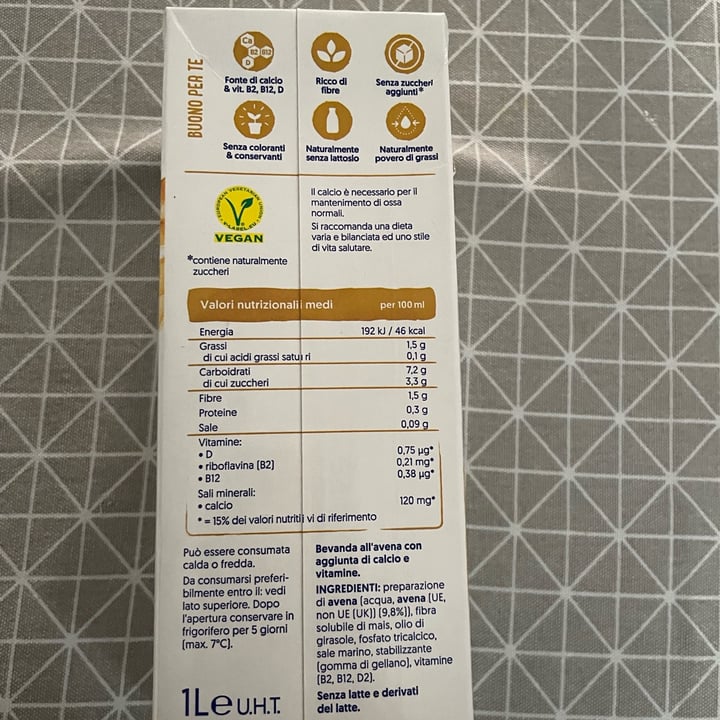 BUONO PER TE
Ca
B2 B12
D
Fonte di calcio
& vit. B2, B12, D
Ricco di
fibre
Senza zuccheri
aggiunti*
Senza coloranti
& conservanti
Naturalmente
senza lattosio
Naturalmente
povero di grassi
EUROPEAN VEGETARIAN UNION
V-LABEL.EU
VEGAN
*contiene naturalmente
zuccheri
Il calcio è necessario per il
mantenimento di ossa
normali.
Si raccomanda una dieta
varia e bilanciata ed uno stile
di vita salutare.
Valori nutrizionali medi per 100 ml
Energia 192 kJ / 46 kcal
Grassi 1,5 g
di cui acidi grassi saturi 0,1 g
Carboidrati 7,2 g
di cui zuccheri 3,3 g
Fibre 1,5 g
Proteine 0,3 g
Sale 0,09 g
Vitamine:
• D 0,75 µg*
• riboflavina (B2) 0,21 mg*
• B12 0,38 µg*
Sali minerali:
• calcio 120 mg*
* = 15% dei valori nutritivi di riferimento
Può essere consumata
calda o fredda.
Da consumarsi preferi-
bilmente entro il: vedi
lato superiore. Dopo
l'apertura conservare in
frigorifero per 5 giorni
(max. 7°C).
1L e U.H.T.
Bevanda all'avena con
aggiunta di calcio e
vitamine.
INGREDIENTI: preparazione
di avena (acqua, avena (UE,
non UE (UK)) (9,8%)), fibra
solubile di mais, olio di
girasole, fosfato tricalcico,
sale marino, stabilizzante
(gomma di gellano), vitamine
(B2, B12, D2).
Senza latte e derivati
del latte.